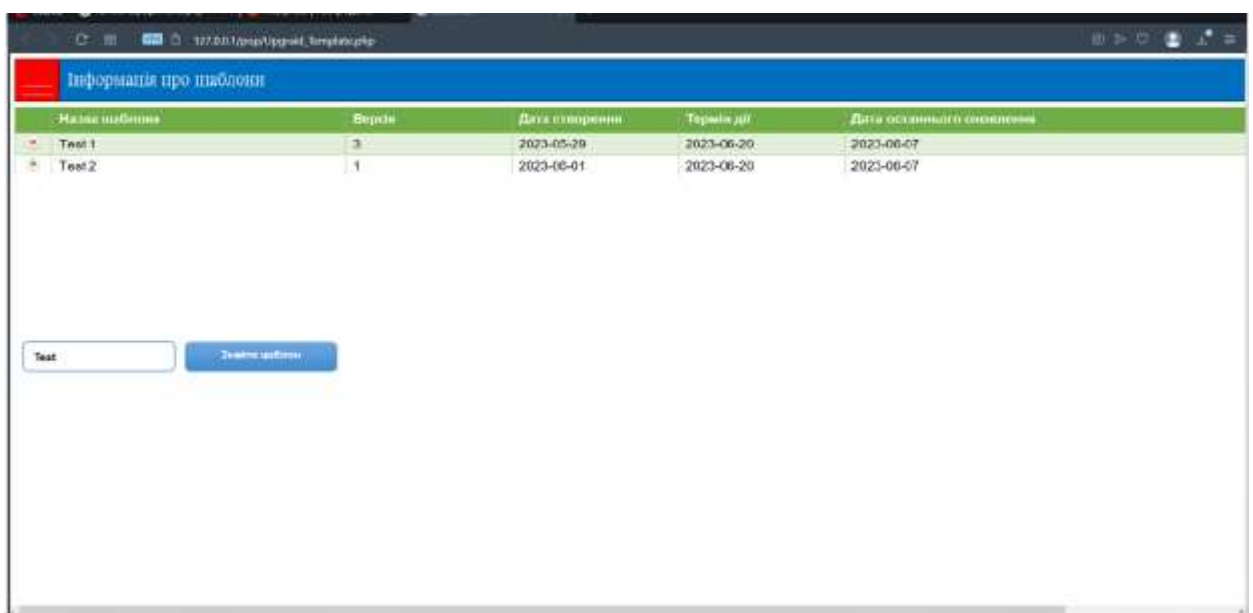 127.0.0.1/pop/Upgraid_Template.php
Інформація про шаблони
Назва шаблона Версія Дата створення Термін дії Дата останнього оновлення
Test 1 3 2023-05-29 2023-06-20 2023-06-07
Test 2 1 2023-06-01 2023-06-20 2023-06-07
Test Знайти шаблон